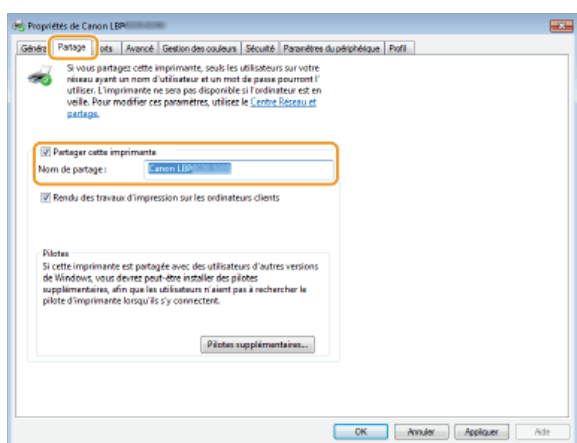 Propriétés de Canon LBP
Génére Partage orts Avancé Gestion des couleurs Sécurité Paramètres du périphérique Profil
Si vous partagez cette imprimante, seuls les utilisateurs sur votre
réseau ayant un nom d'utilisateur et un mot de passe pourront l'
utiliser. L'imprimante ne sera pas disponible si l'ordinateur est en
veille. Pour modifier ces paramètres, utilisez le Centre Réseau et
partage.
Partager cette imprimante
Nom de partage : Canon LBP
Rendu des travaux d'impression sur les ordinateurs clients
Pilotes
Si cette imprimante est partagée avec des utilisateurs d'autres versions
de Windows, vous devrez peut-être installer des pilotes
supplémentaires, afin que les utilisateurs n'aient pas à rechercher le
pilote d'imprimante lorsqu'ils s'y connectent.
Pilotes supplémentaires...
OK Annuler Appliquer Aide